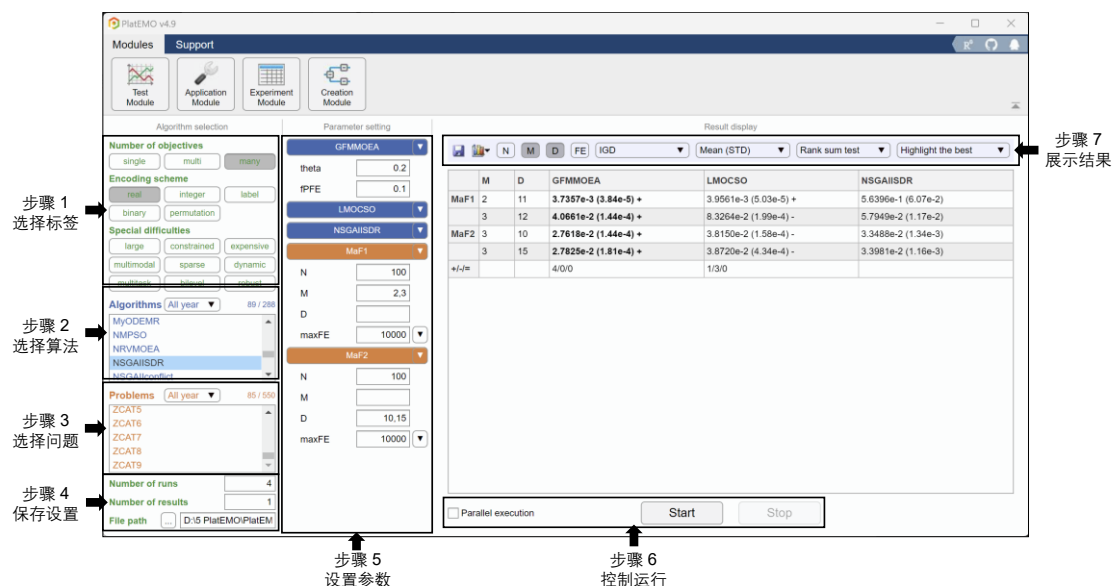 PlatEMO v4.9
Modules Support
Test Module
Application Module
Experiment Module
Creation Module
Algorithm selection
Parameter setting
Result display
步骤 1
选择标签
Number of objectives
single multi many
Encoding scheme
real integer label
binary permutation
Special difficulties
large constrained expensive
multimodal sparse dynamic
multitask bilevel robust
步骤 2
选择算法
Algorithms All year 89 / 288
MyODEMR
NMPSO
NRVMOEA
NSGAIISDR
NSGAIIconflict
步骤 3
选择问题
Problems All year 85 / 550
ZCAT5
ZCAT6
ZCAT7
ZCAT8
ZCAT9
步骤 4
保存设置
Number of runs 4
Number of results 1
File path ... D:\5 PlatEMO\PlatEM
GFMMOEA
theta 0.2
fPFE 0.1
LMOCSO
NSGAIISDR
MaF1
N 100
M 2,3
D
maxFE 10000
MaF2
N 100
M
D 10,15
maxFE 10000
步骤 5
设置参数
N M D FE IGD Mean (STD) Rank sum test Highlight the best
步骤 7
展示结果
M D GFMMOEA LMOCSO NSGAIISDR
MaF1 2 11 3.7357e-3 (3.84e-5) + 3.9561e-3 (5.03e-5) + 5.6396e-1 (6.07e-2)
3 12 4.0661e-2 (1.44e-4) + 8.3264e-2 (1.99e-4) - 5.7949e-2 (1.17e-2)
MaF2 3 10 2.7618e-2 (1.44e-4) + 3.8150e-2 (1.58e-4) - 3.3488e-2 (1.34e-3)
3 15 2.7825e-2 (1.81e-4) + 3.8720e-2 (4.34e-4) - 3.3981e-2 (1.16e-3)
+/-/= 4/0/0 1/3/0
Parallel execution Start Stop
步骤 6
控制运行